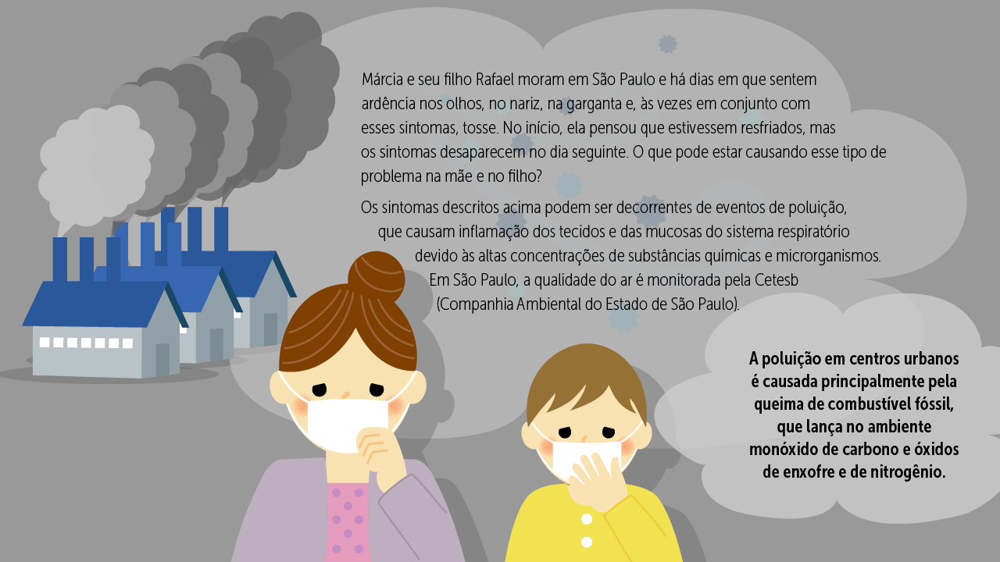 Márcia e seu filho Rafael moram em São Paulo e há dias em que sentem
ardência nos olhos, no nariz, na garganta e, às vezes em conjunto com
esses sintomas, tosse. No início, ela pensou que estivessem resfriados, mas
os sintomas desaparecem no dia seguinte. O que pode estar causando esse tipo de
problema na mãe e no filho?
Os sintomas descritos acima podem ser decorrentes de eventos de poluição,
que causam inflamação dos tecidos e das mucosas do sistema respiratório
devido às altas concentrações de substâncias químicas e microrganismos.
Em São Paulo, a qualidade do ar é monitorada pela Cetesb
(Companhia Ambiental do Estado de São Paulo).
A poluição em centros urbanos
é causada principalmente pela
queima de combustível fóssil,
que lança no ambiente
monóxido de carbono e óxidos
de enxofre e de nitrogênio.